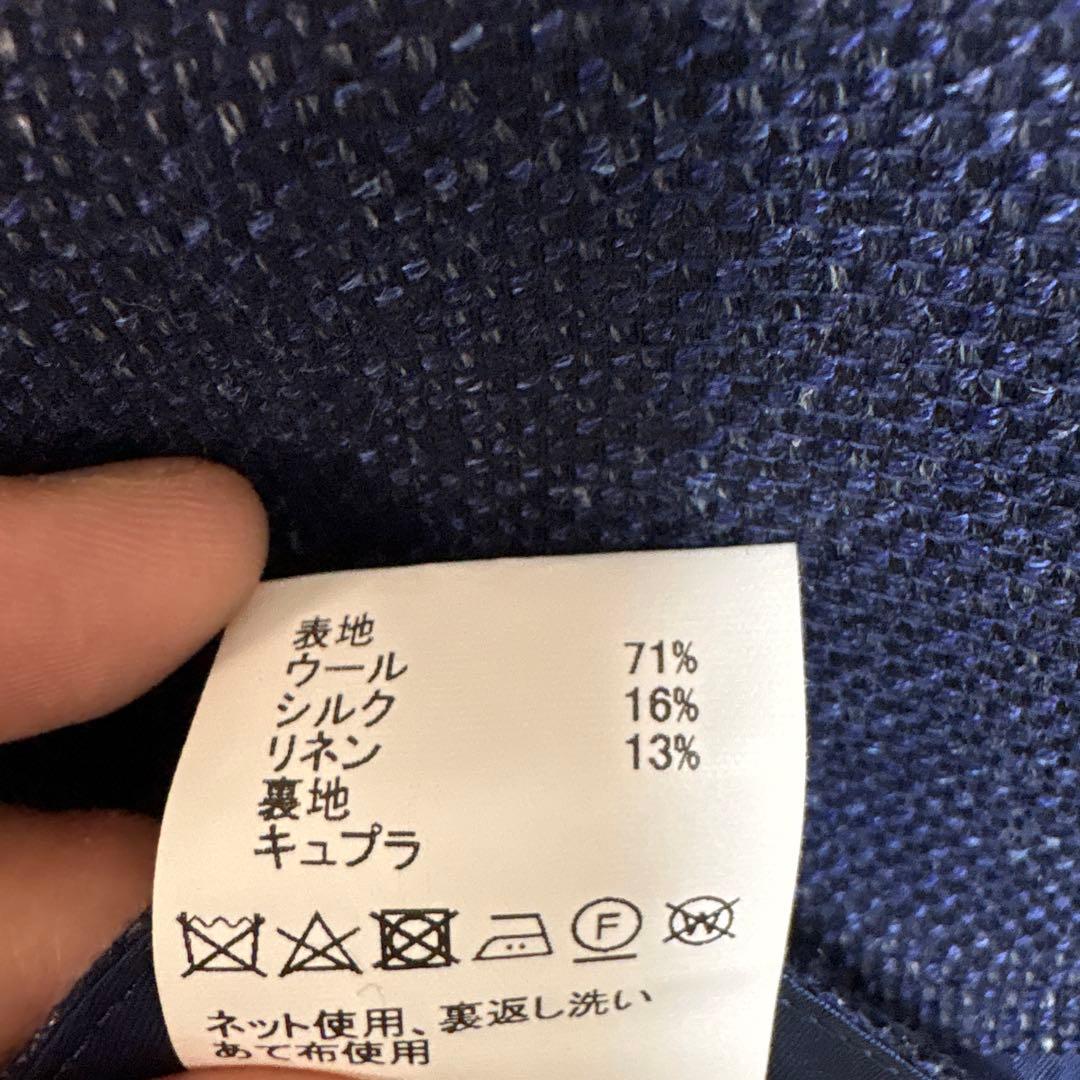 表地
ウール 71%
シルク 16%
リネン 13%
裏地
キュプラ
F W
ネット使用、裏返し洗い
あて布使用